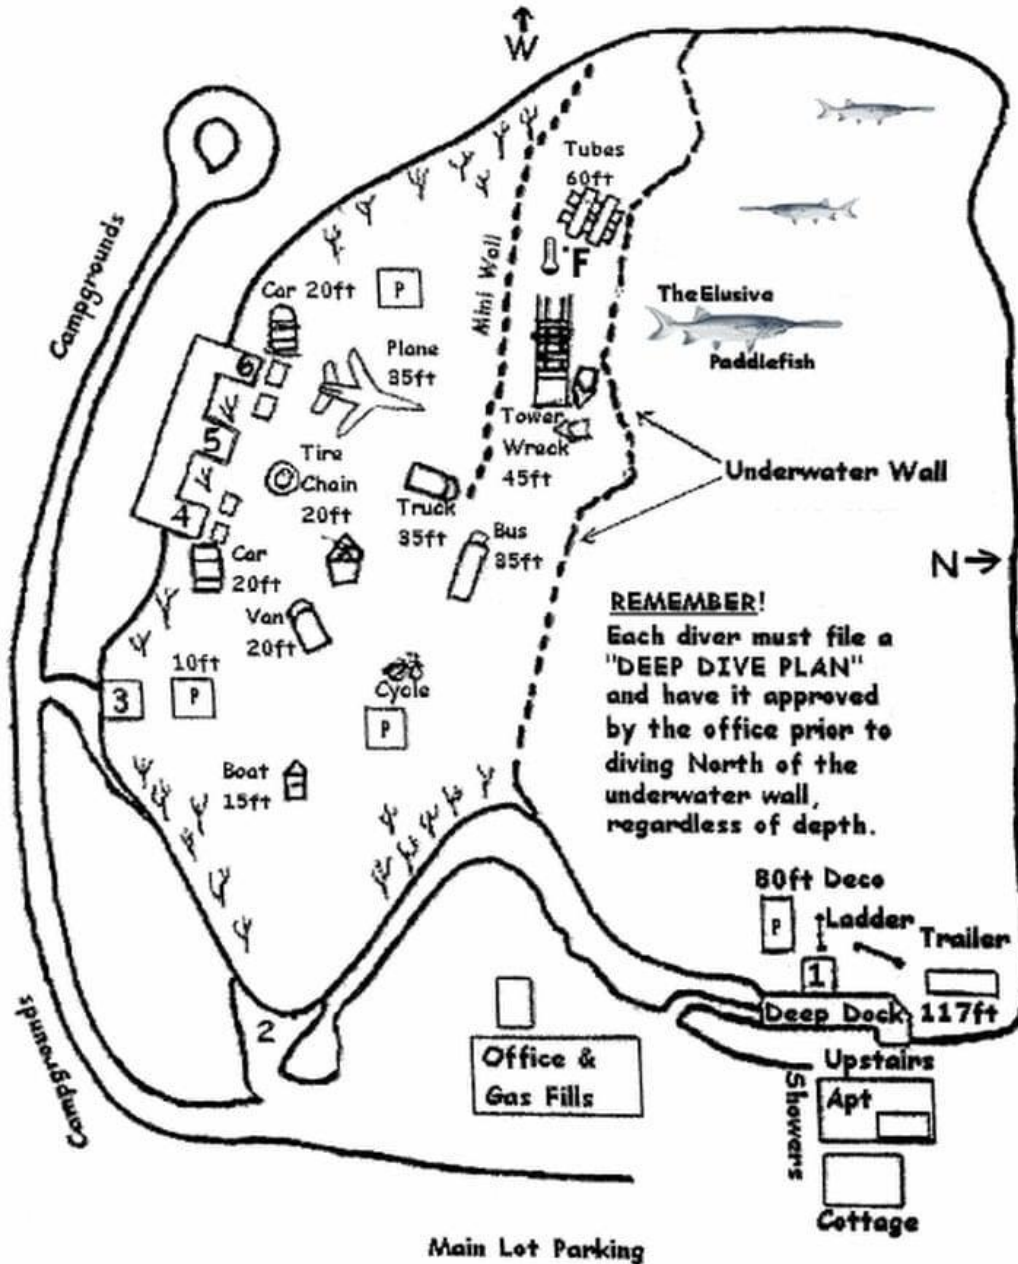 W
Tubes
60ft
°F
Mini Wall
Campgrounds
Car 20ft
P
The Elusive
Paddlefish
Plane
35ft
6
5
4
Tire
Chain
20ft
Truck
35ft
Tower
Wreck
45ft
Underwater Wall
Bus
35ft
Car
20ft
N
Van
20ft
REMEMBER!
Each diver must file a
"DEEP DIVE PLAN"
and have it approved
by the office prior to
diving North of the
underwater wall,
regardless of depth.
10ft
P
3
Cycle
P
Boat
15ft
80ft Deco
P
Ladder
Trailer
1
Deep Dock
117ft
2
Campgrounds
Office &
Gas Fills
Upstairs
Showers
Apt
Cottage
Main Lot Parking